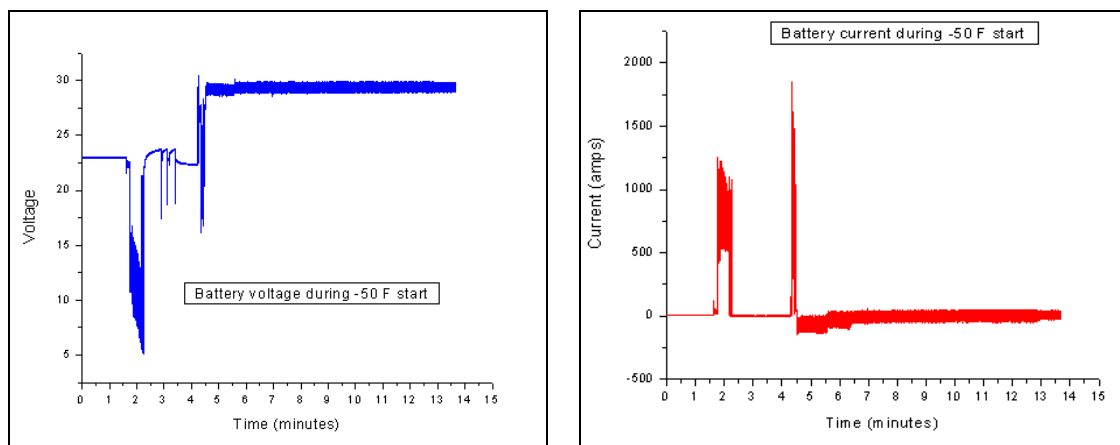 30
25
20
15
10
5
Voltage
Battery voltage during -50 F start
0 1 2 3 4 5 6 7 8 9 10 11 12 13 14 15
Time (minutes)
Battery current during -50 F start
2000
1500
1000
500
0
-500
Current (amps)
0 1 2 3 4 5 6 7 8 9 10 11 12 13 14 15
Time (minutes)